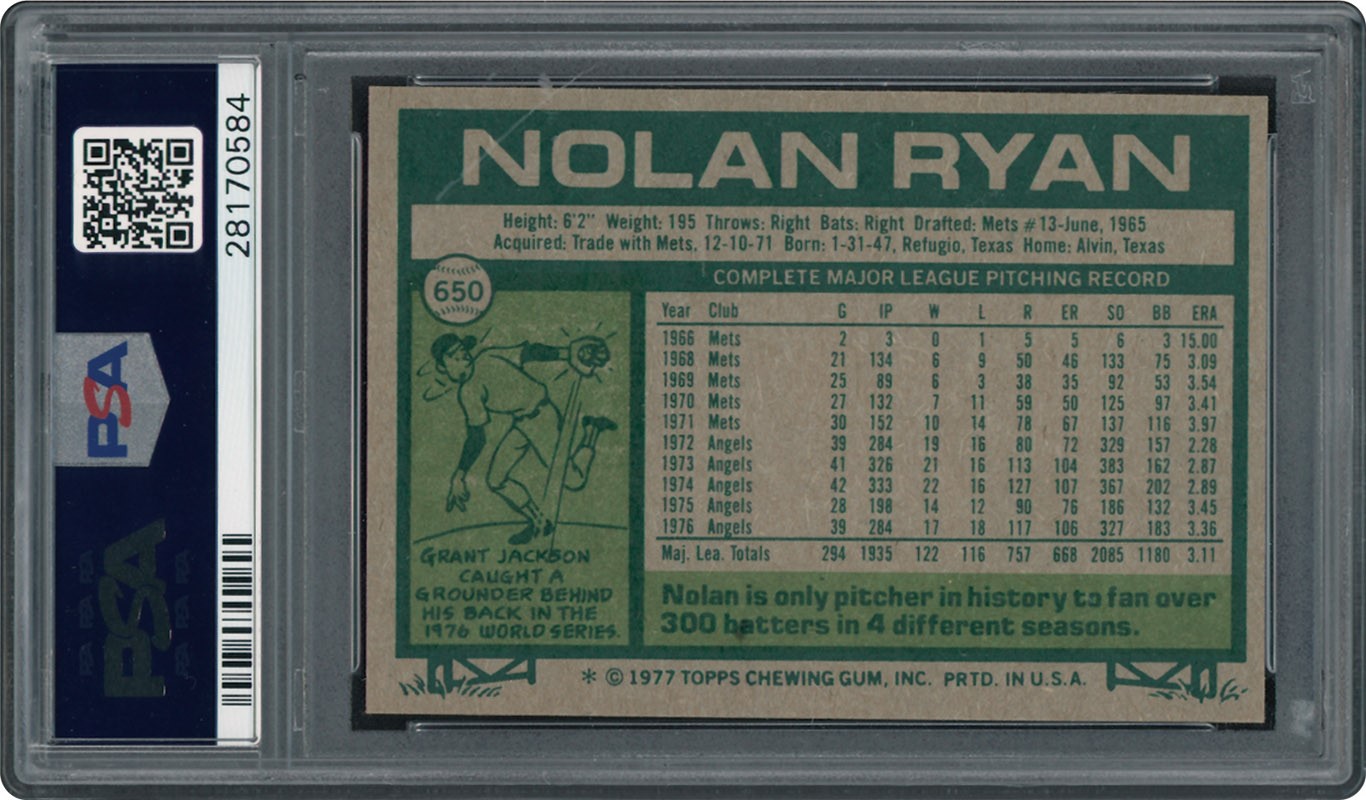 28170584
PSA
PSA
NOLAN RYAN
Height: 6'2" Weight: 195 Throws: Right Bats: Right Drafted: Mets #13-June, 1965
Acquired: Trade with Mets, 12-10-71 Born: 1-31-47, Refugio, Texas Home: Alvin, Texas
650
COMPLETE MAJOR LEAGUE PITCHING RECORD
Year Club G IP W L R ER SO BB ERA
1966 Mets 2 3 0 1 5 5 6 3 15.00
1968 Mets 21 134 6 9 50 46 133 75 3.09
1969 Mets 25 89 6 3 38 35 92 53 3.54
1970 Mets 27 132 7 11 59 50 125 97 3.41
1971 Mets 30 152 10 14 78 67 137 116 3.97
1972 Angels 39 284 19 16 80 72 329 157 2.28
1973 Angels 41 326 21 16 113 104 383 162 2.87
1974 Angels 42 333 22 16 127 107 367 202 2.89
1975 Angels 28 198 14 12 90 76 186 132 3.45
1976 Angels 39 284 17 18 117 106 327 183 3.36
Maj. Lea. Totals 294 1935 122 116 757 668 2085 1180 3.11
GRANT JACKSON
CAUGHT A
GROUNDER BEHIND
HIS BACK IN THE
1976 WORLD SERIES.
Nolan is only pitcher in history to fan over
300 batters in 4 different seasons.
* © 1977 TOPPS CHEWING GUM, INC. PRTD. IN U.S.A.